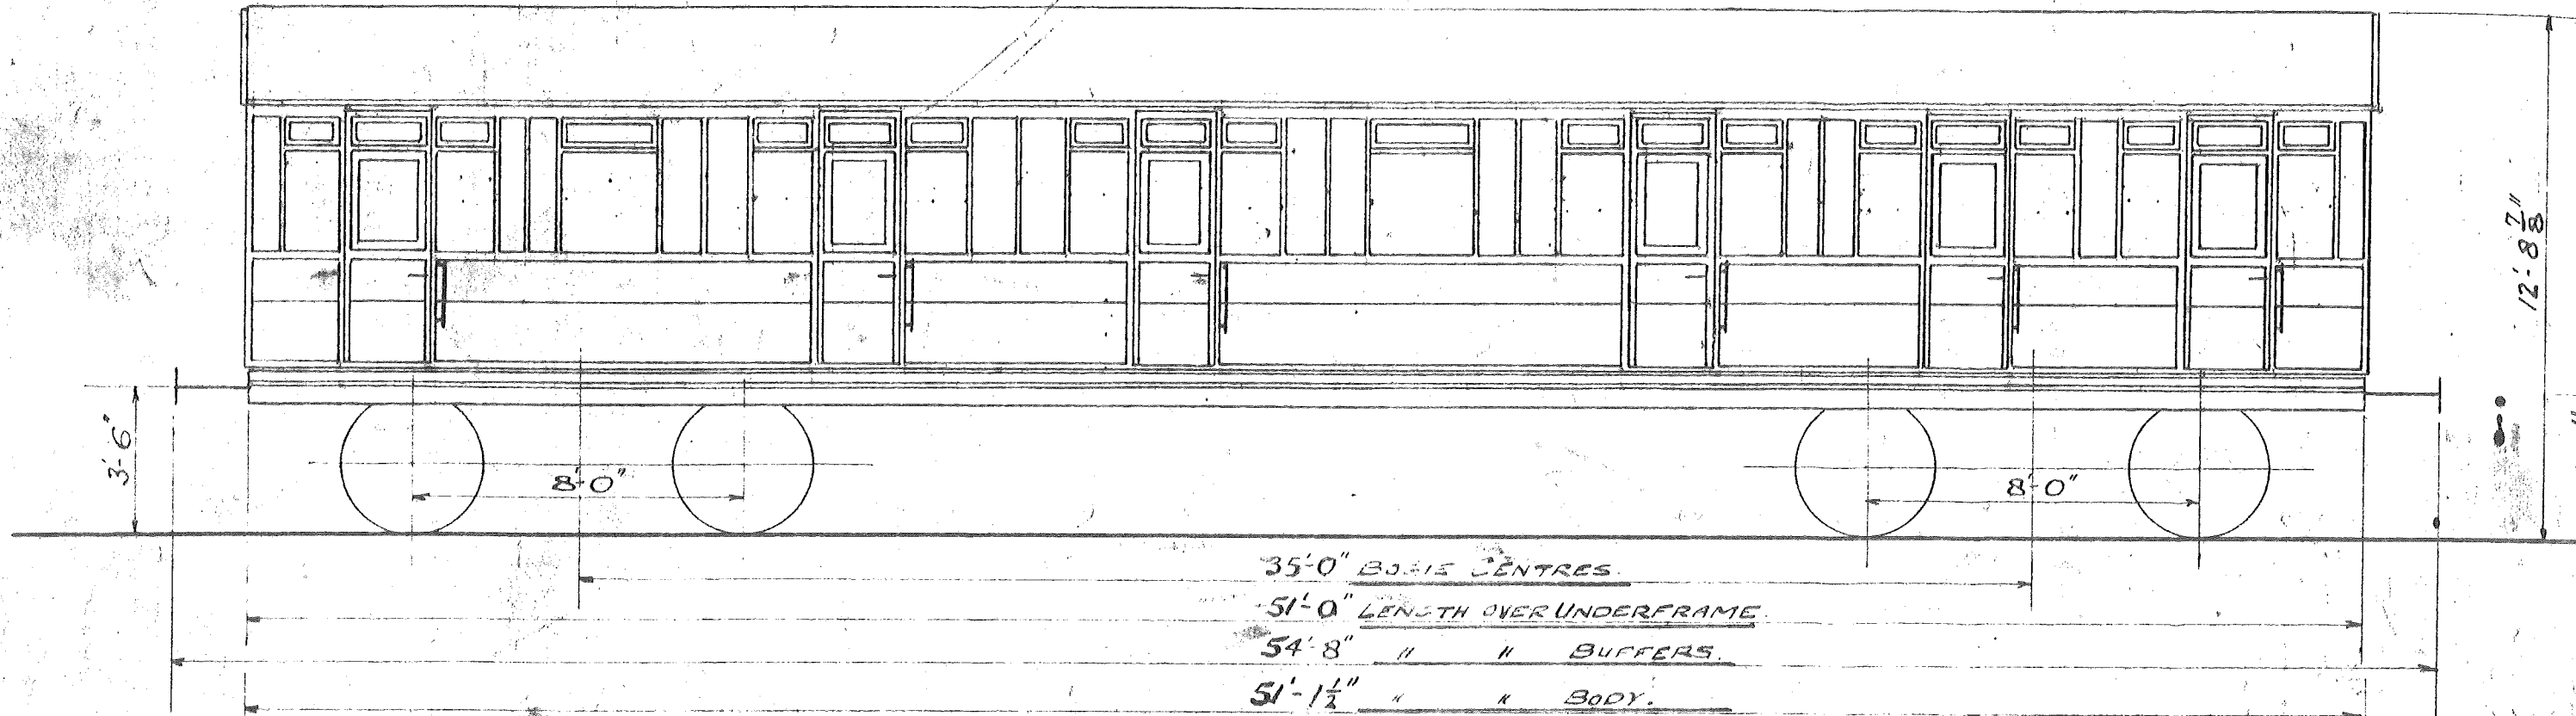 12'-8 7/8"
3'-6"
8'-0"
8'-0"
35'-0" BOGIE CENTRES.
51'-0" LENGTH OVER UNDERFRAME.
54'-8" " " BUFFERS.
51'-1 1/2" " " BODY.